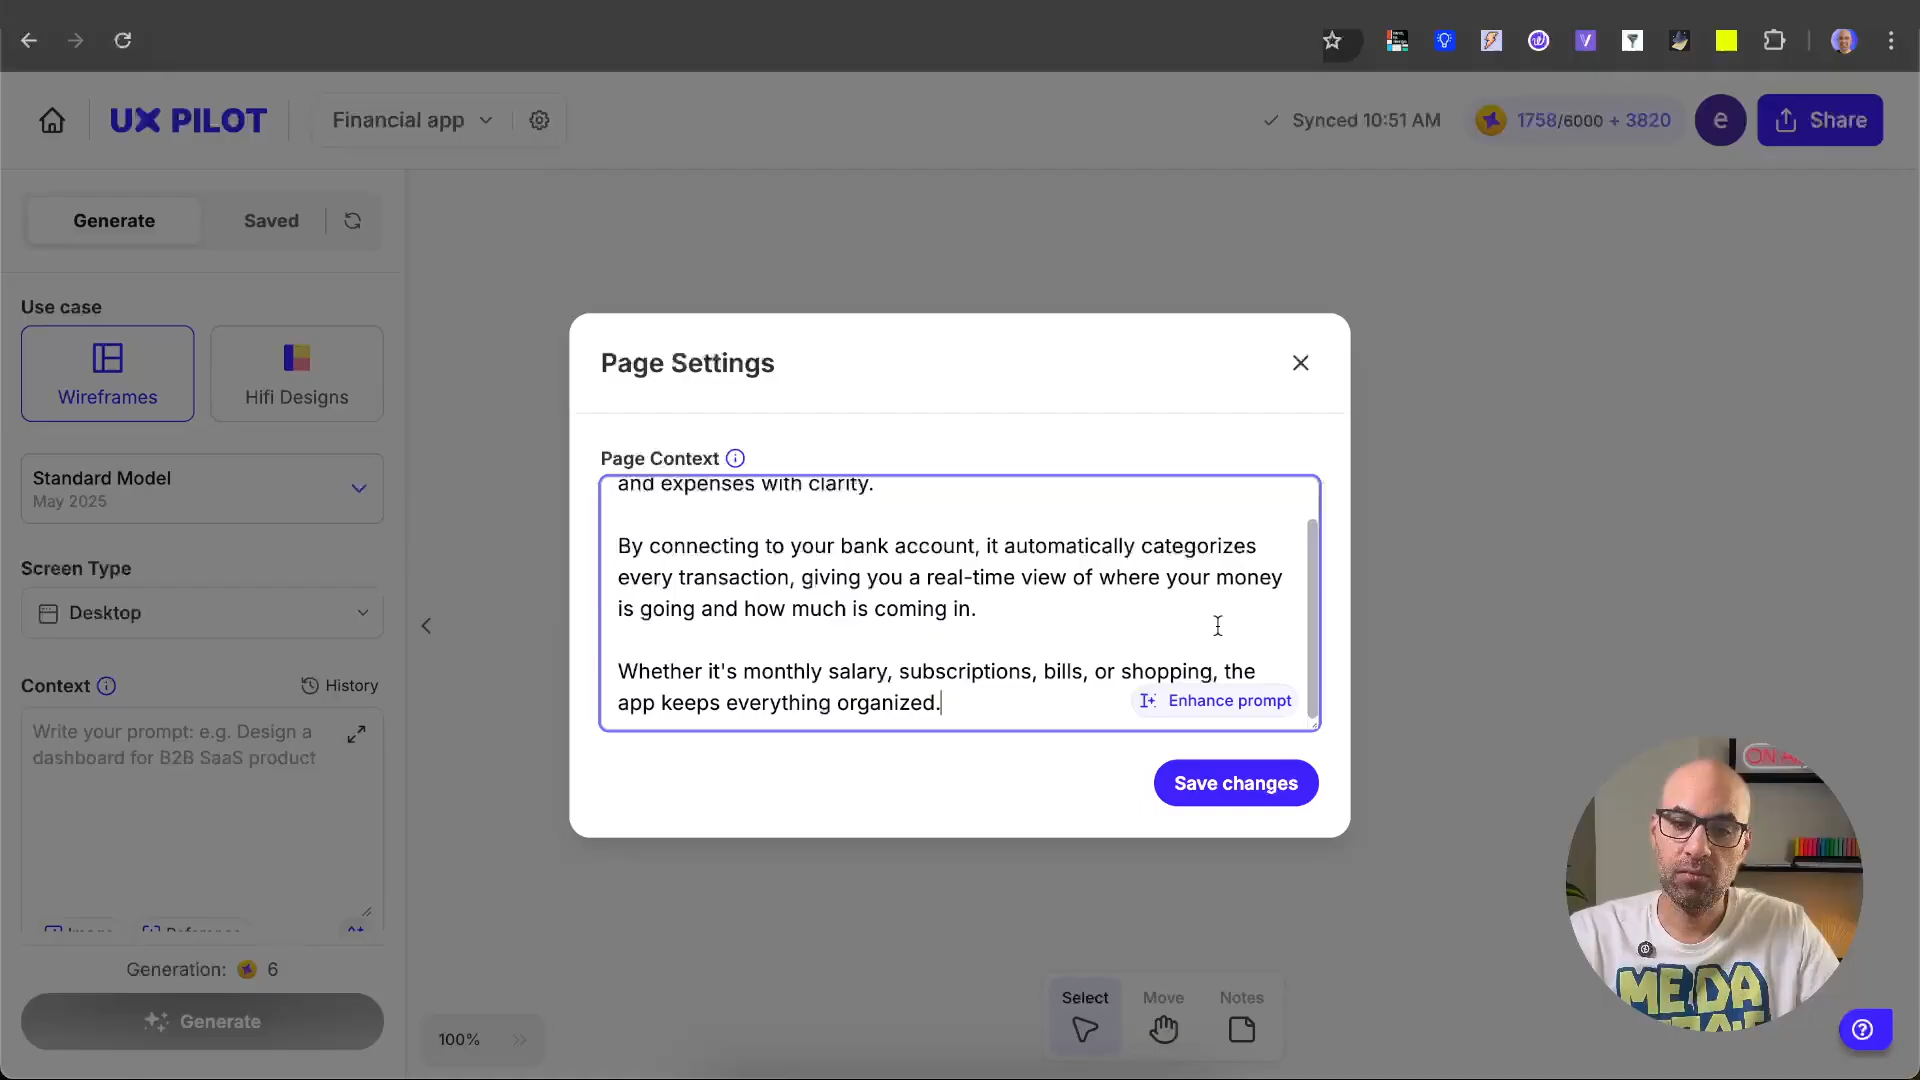 UX PILOT
Financial app
Synced 10:51 AM
1758/6000 + 3820
e
Share
Generate
Saved
Use case
Wireframes
Hifi Designs
Standard Model
May 2025
Screen Type
Desktop
Context
History
Write your prompt: e.g. Design a
dashboard for B2B SaaS product
Image
Reference
Generation: 6
Generate
Page Settings
Page Context
and expenses with clarity.
By connecting to your bank account, it automatically categorizes
every transaction, giving you a real-time view of where your money
is going and how much is coming in.
Whether it's monthly salary, subscriptions, bills, or shopping, the
app keeps everything organized.
Enhance prompt
Save changes
100%
Select
Move
Notes
ON
ME DA